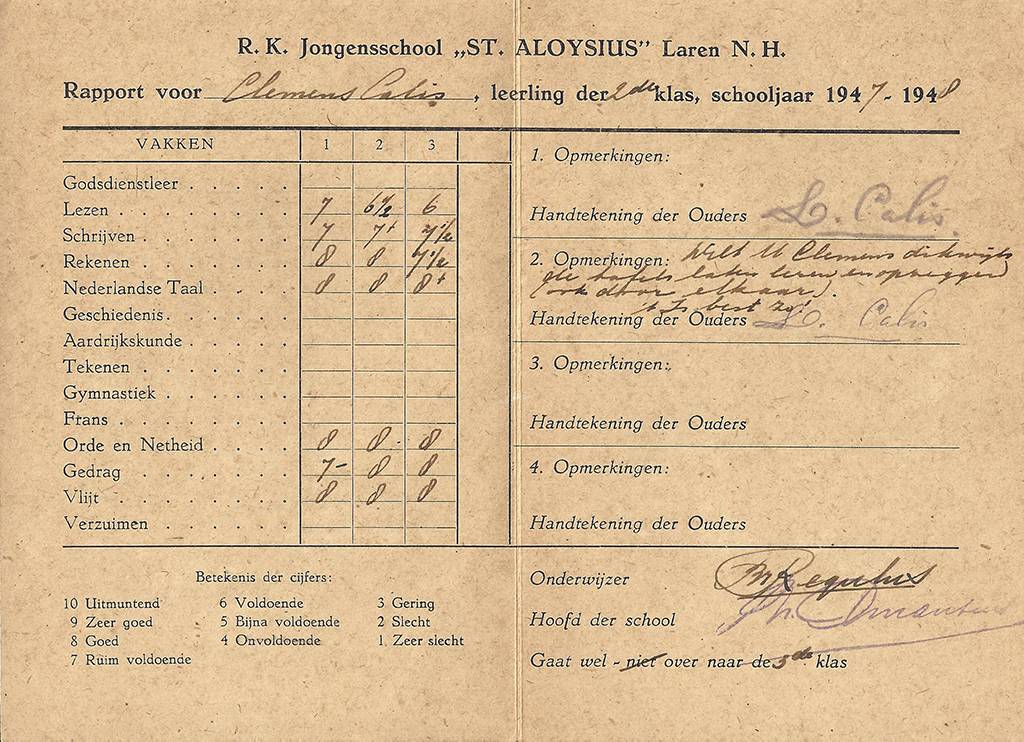 R. K. Jongensschool „ST. ALOYSIUS” Laren N. H.
Rapport voor Clemens Calis, leerling der 2de klas, schooljaar 1947-1948
VAKKEN 1 2 3
Godsdienstleer
Lezen 7 6½ 6
Schrijven 7 7+ 7½
Rekenen 8 8 7½
Nederlandse Taal 8 8 8+
Geschiedenis
Aardrijkskunde
Tekenen
Gymnastiek
Frans
Orde en Netheid 8 8 8
Gedrag 7- 8 8
Vlijt 8 8 8
Verzuimen
1. Opmerkingen:
Handtekening der Ouders L. Calis.
2. Opmerkingen: Wilt U Clemens dikwijls
de tafels laten leren en opzeggen
(ook door elkaar).
't Is best zo!
Handtekening der Ouders L. Calis
3. Opmerkingen:
Handtekening der Ouders
4. Opmerkingen:
Handtekening der Ouders
Betekenis der cijfers:
10 Uitmuntend
9 Zeer goed
8 Goed
7 Ruim voldoende
6 Voldoende
5 Bijna voldoende
4 Onvoldoende
3 Gering
2 Slecht
1 Zeer slecht
Onderwijzer Br Regulus
Hoofd der school
Gaat wel - niet over naar de 3de klas